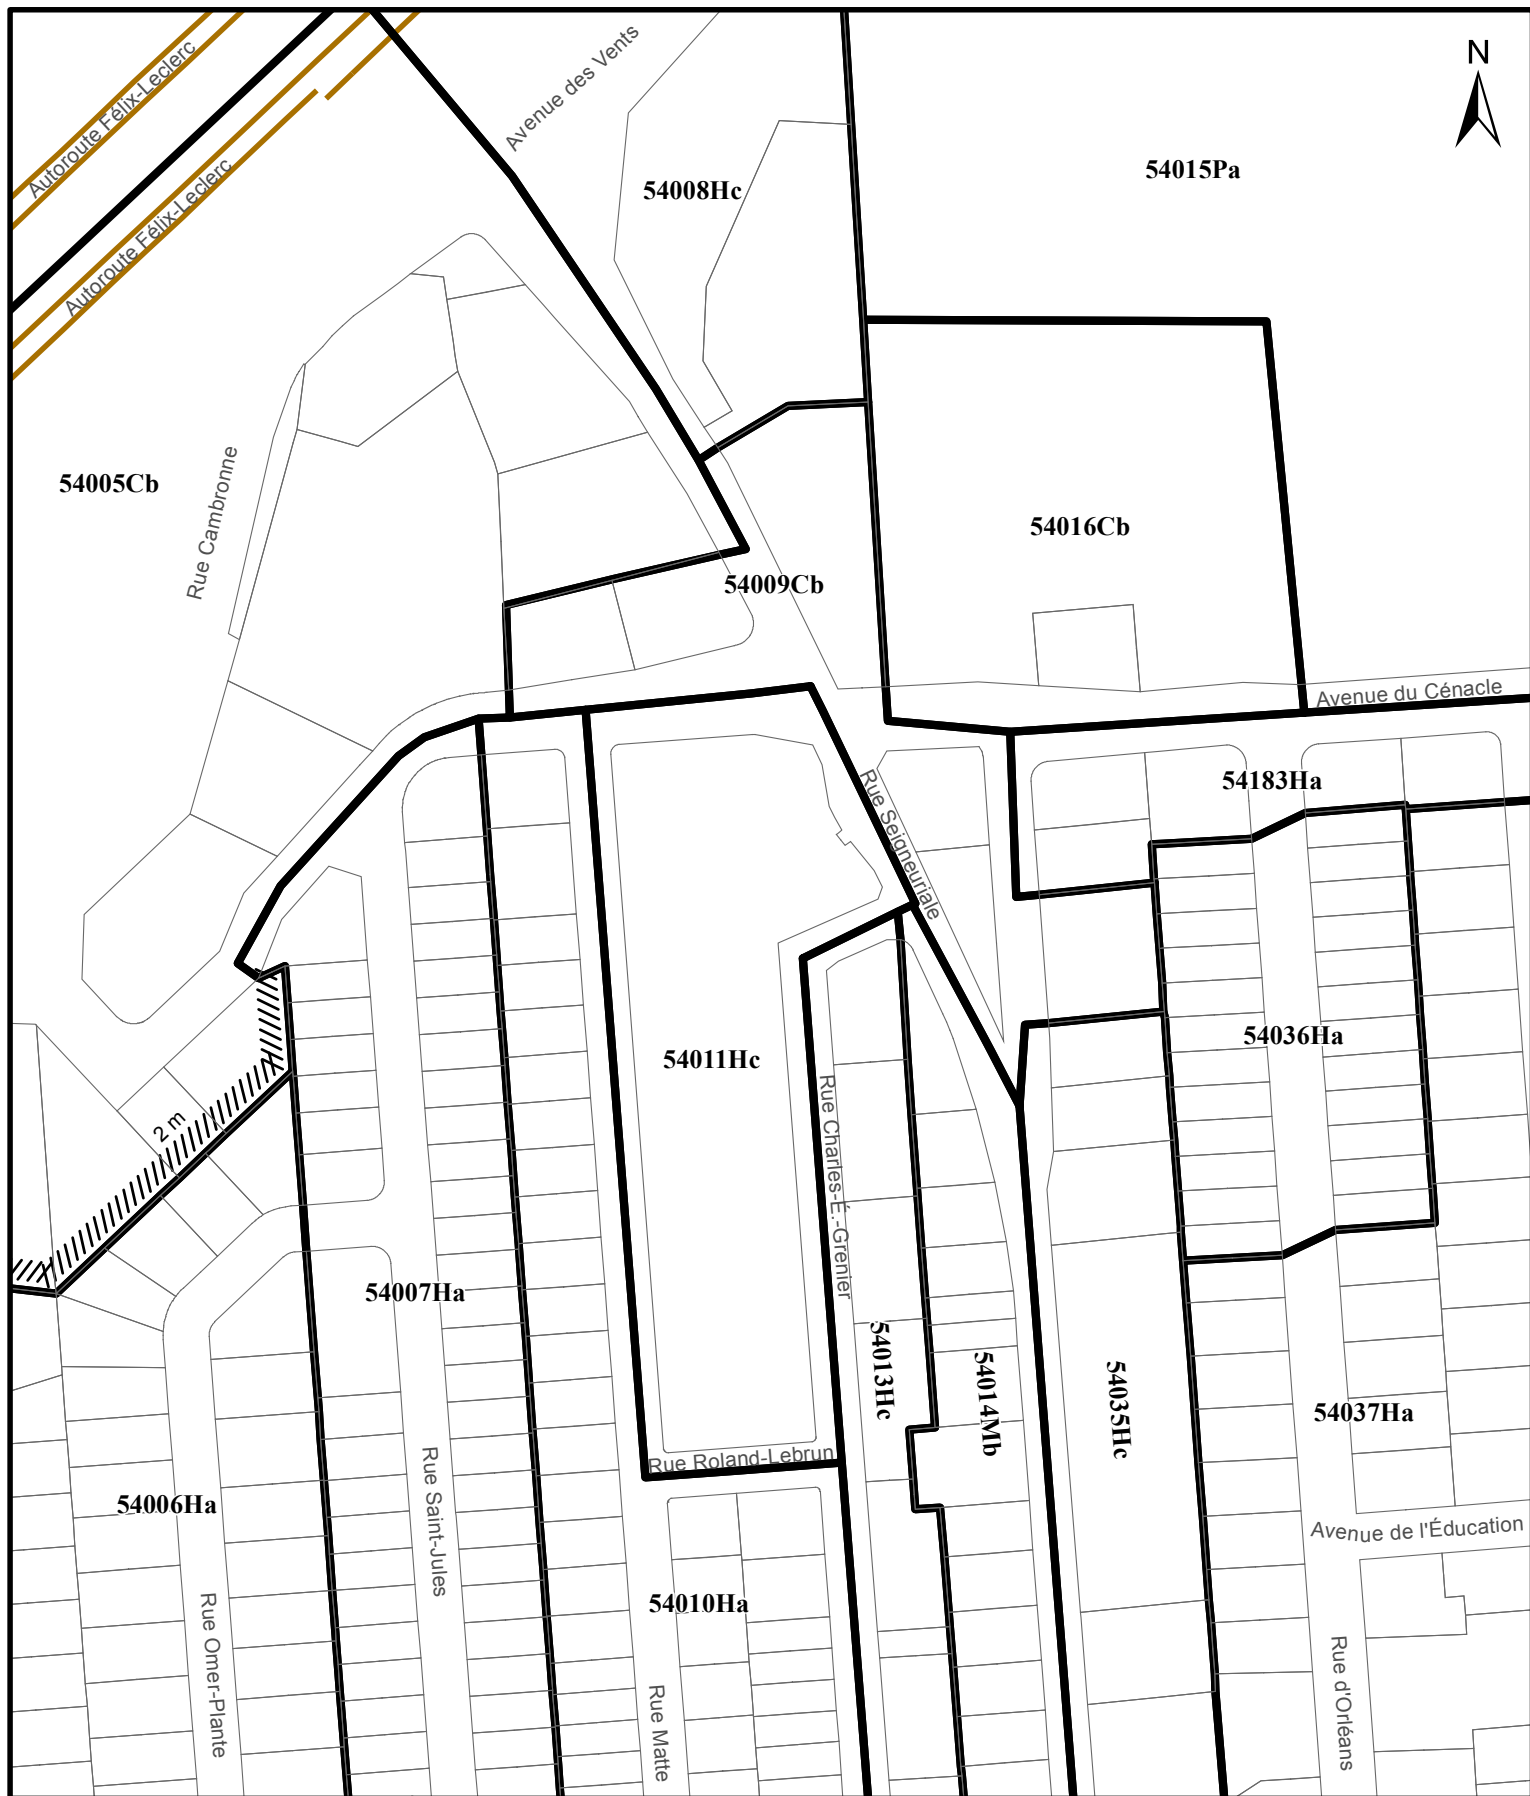 Autoroute Félix-Leclerc
Avenue des Vents
N
Autoroute Félix-Leclerc
54008Hc
54015Pa
Rue Cambronne
54005Cb
54016Cb
54009Cb
Avenue du Cénacle
54183Ha
Rue Seigneuriale
54011Hc
54036Ha
2 m
Rue Charles-É.-Grenier
54007Ha
54013Hc
54014Mb
54035Hc
54037Ha
Rue Roland-Lebrun
54006Ha
Rue Saint-Jules
Avenue de l'Éducation
54010Ha
Rue Omer-Plante
Rue Matte
Rue d'Orléans